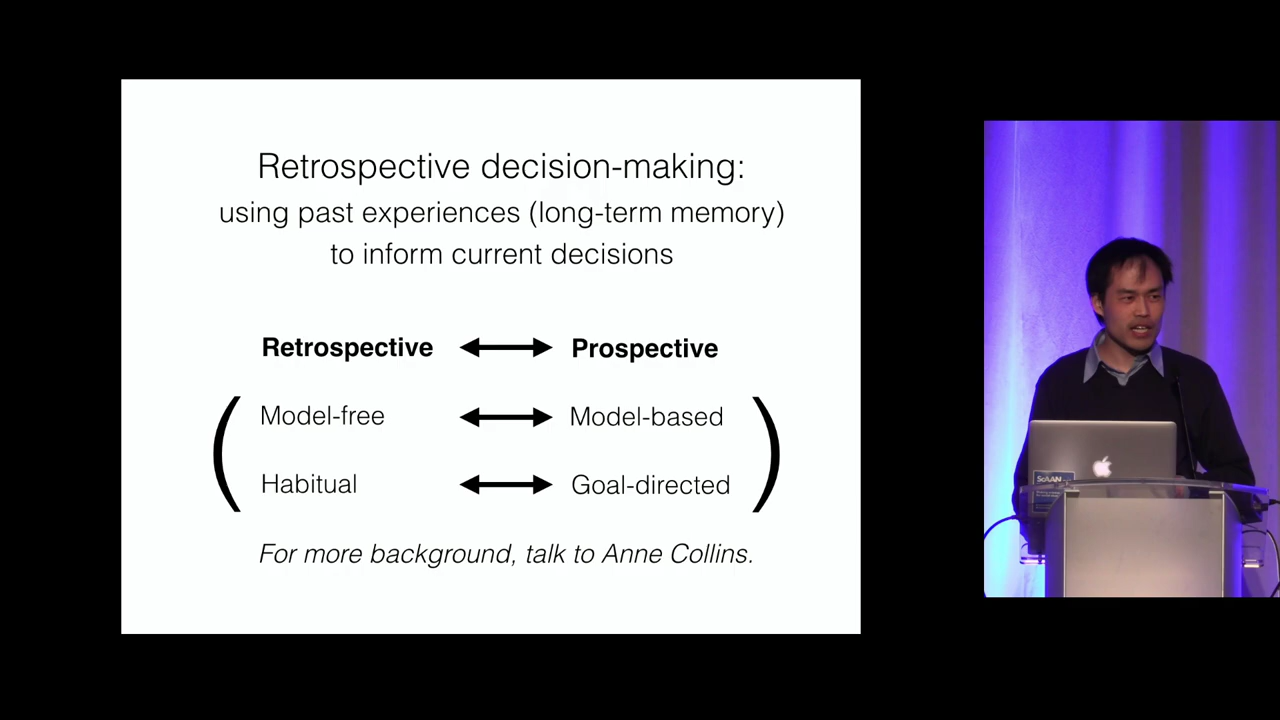 Retrospective decision-making:
using past experiences (long-term memory)
to inform current decisions
Retrospective ⟷ Prospective
( Model-free ⟷ Model-based )
Habitual ⟷ Goal-directed
For more background, talk to Anne Collins.